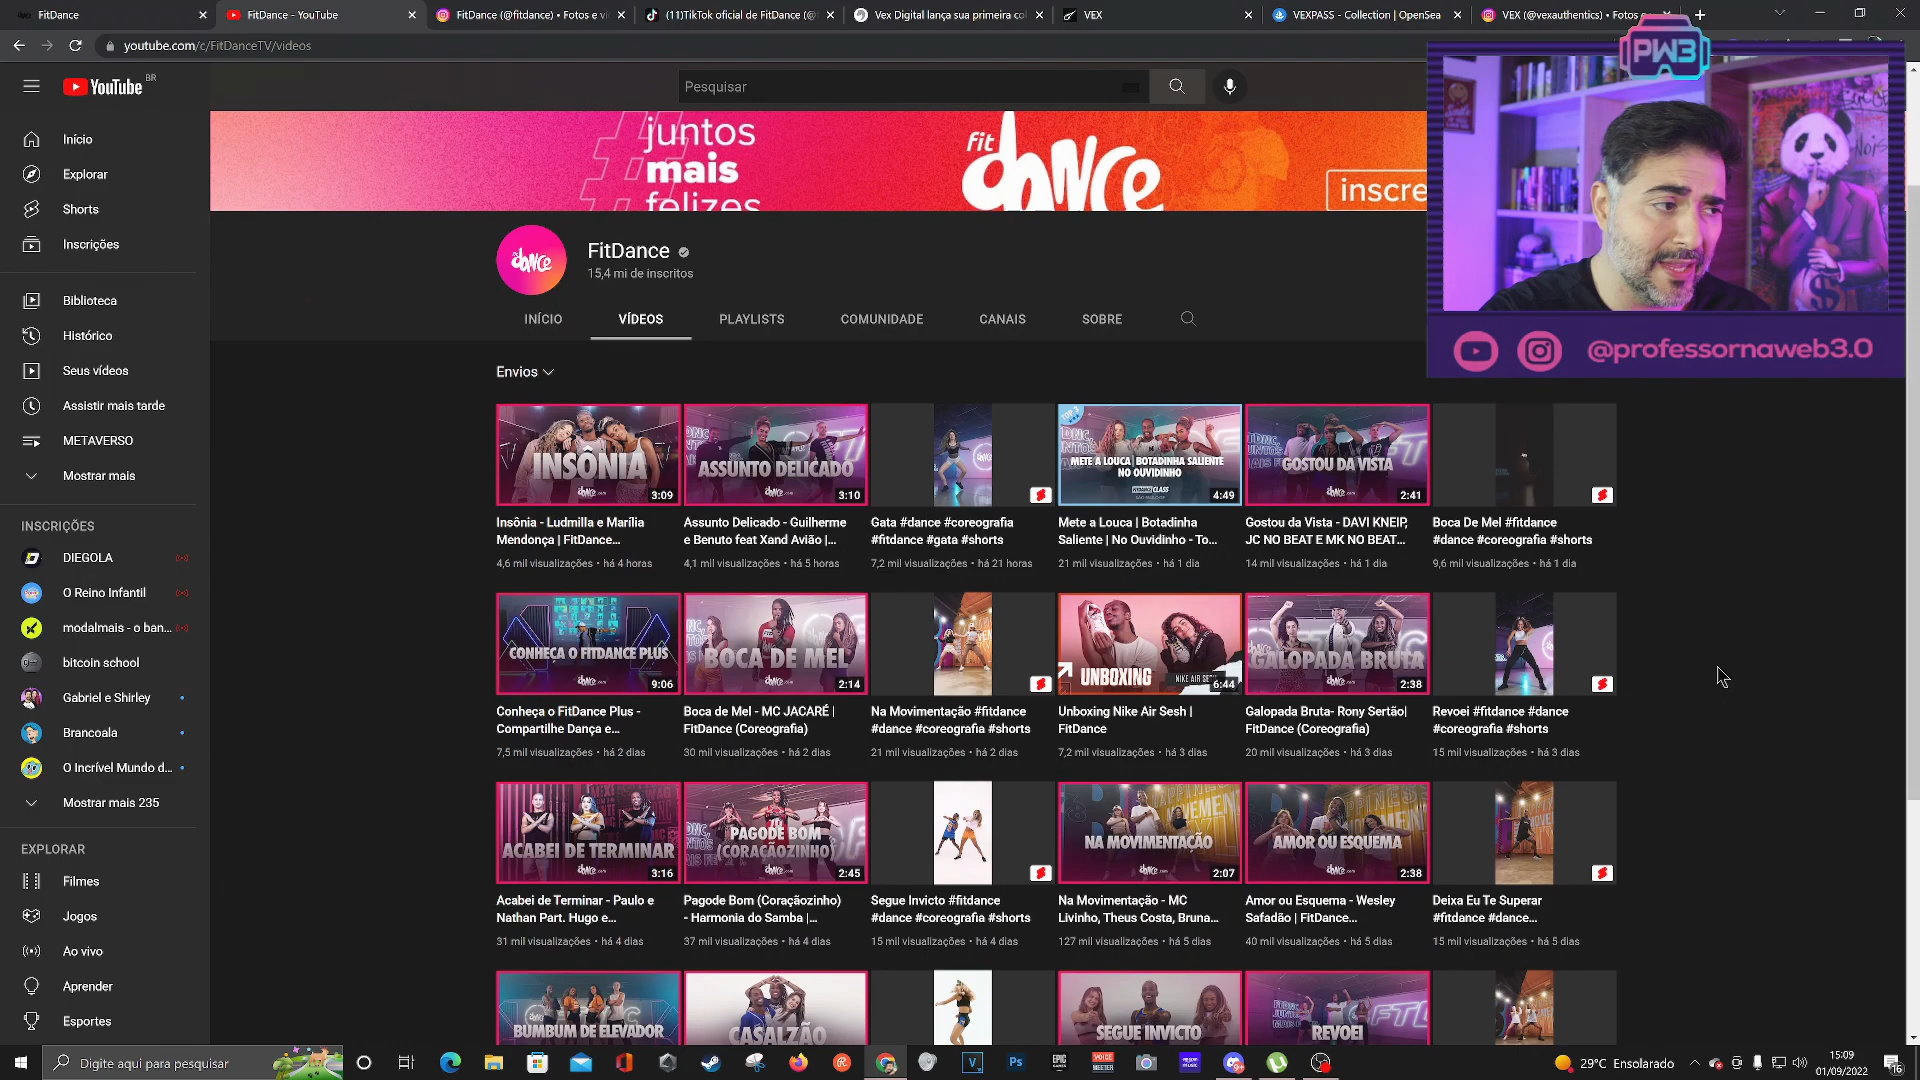 FitDance
FitDance - YouTube
FitDance (@fitdance) • Fotos e ví
(11)TikTok oficial de FitDance (@
Vex Digital lança sua primeira co
VEX
VEXPASS - Collection | OpenSea
VEX (@vexauthentics) • Fotos e
youtube.com/c/FitDanceTV/videos
YouTube BR
Pesquisar
PW3
@professornaweb3.0
Início
Explorar
Shorts
Inscrições
Biblioteca
Histórico
Seus vídeos
Assistir mais tarde
METAVERSO
Mostrar mais
INSCRIÇÕES
DIEGOLA
O Reino Infantil
modalmais - o ban...
bitcoin school
Gabriel e Shirley
Brancoala
O Incrível Mundo d...
Mostrar mais 235
EXPLORAR
Filmes
Jogos
Ao vivo
Aprender
Esportes
#juntos
mais
felizes
fit
dance
inscre
dance
FitDance
15,4 mi de inscritos
INÍCIO VÍDEOS PLAYLISTS COMUNIDADE CANAIS SOBRE
Envios
INSÔNIA
3:09
ASSUNTO DELICADO
3:10
TOP 3
METE A LOUCA | BOTADINHA SALIENTE
NO OUVIDINHO
4:49
GOSTOU DA VISTA
2:41
Insônia - Ludmilla e Marília
Mendonça | FitDance...
4,6 mil visualizações • há 4 horas
Assunto Delicado - Guilherme
e Benuto feat Xand Avião |...
4,1 mil visualizações • há 5 horas
Gata #dance #coreografia
#fitdance #gata #shorts
7,2 mil visualizações • há 21 horas
Mete a Louca | Botadinha
Saliente | No Ouvidinho - To...
21 mil visualizações • há 1 dia
Gostou da Vista - DAVI KNEIP,
JC NO BEAT E MK NO BEAT...
14 mil visualizações • há 1 dia
Boca De Mel #fitdance
#dance #coreografia #shorts
9,6 mil visualizações • há 1 dia
CONHEÇA O FITDANCE PLUS
9:06
BOCA DE MEL
2:14
UNBOXING
NIKE AIR SESH
6:44
GALOPADA BRUTA
2:38
Conheça o FitDance Plus -
Compartilhe Dança e...
7,5 mil visualizações • há 2 dias
Boca de Mel - MC JACARÉ |
FitDance (Coreografia)
30 mil visualizações • há 2 dias
Na Movimentação #fitdance
#dance #coreografia #shorts
21 mil visualizações • há 2 dias
Unboxing Nike Air Sesh |
FitDance
7,2 mil visualizações • há 3 dias
Galopada Bruta- Rony Sertão|
FitDance (Coreografia)
20 mil visualizações • há 3 dias
Revoei #fitdance #dance
#coreografia #shorts
15 mil visualizações • há 3 dias
ACABEI DE TERMINAR
3:16
PAGODE BOM
(CORAÇÃOZINHO)
2:45
NA MOVIMENTAÇÃO
2:07
AMOR OU ESQUEMA
2:38
Acabei de Terminar - Paulo e
Nathan Part. Hugo e...
31 mil visualizações • há 4 dias
Pagode Bom (Coraçãozinho)
- Harmonia do Samba |...
37 mil visualizações • há 4 dias
Segue Invicto #fitdance
#dance #coreografia #shorts
15 mil visualizações • há 4 dias
Na Movimentação - MC
Livinho, Theus Costa, Bruna...
127 mil visualizações • há 5 dias
Amor ou Esquema - Wesley
Safadão | FitDance...
40 mil visualizações • há 5 dias
Deixa Eu Te Superar
#fitdance #dance...
15 mil visualizações • há 5 dias
BUMBUM DE ELEVADOR
CASALZÃO
SEGUE INVICTO
REVOEI
Digite aqui para pesquisar
29°C Ensolarado
15:09
01/09/2022
16